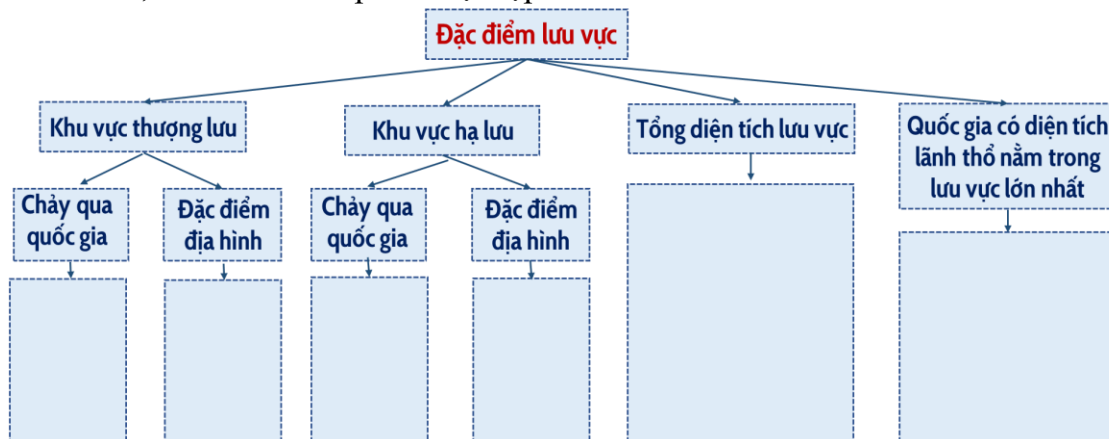 Đặc điểm lưu vực
Khu vực thượng lưu
Khu vực hạ lưu
Tổng diện tích lưu vực
Quốc gia có diện tích
lãnh thổ nằm trong
lưu vực lớn nhất
Chảy qua
quốc gia
Đặc điểm
địa hình
Chảy qua
quốc gia
Đặc điểm
địa hình